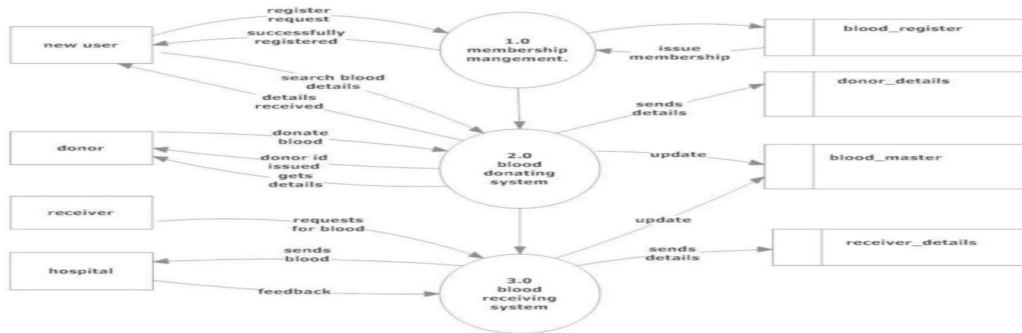 register
request
new user
successfully
registered
1.0
membership
mangement.
blood_register
issue
membership
search blood
details
details
received
donor_details
sends
details
donate
blood
donor
donor id
issued
gets
details
2.0
blood
donating
system
update
blood_master
receiver
requests
for blood
update
hospital
sends
blood
feedback
3.0
blood
receiving
system
sends
details
receiver_details